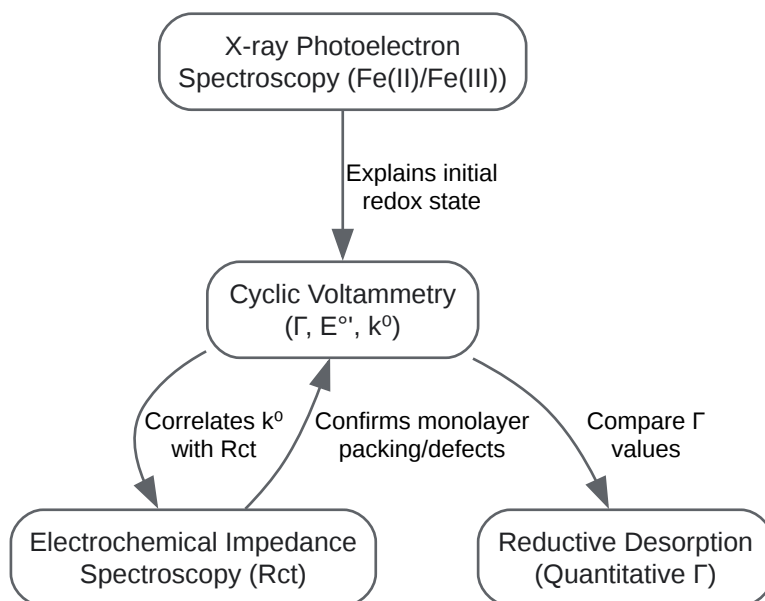 X-ray Photoelectron
Spectroscopy (Fe(II)/Fe(III))
Explains initial
redox state
Cyclic Voltammetry
(Γ, E°', k⁰)
Correlates k⁰
with Rct
Confirms monolayer
packing/defects
Compare Γ
values
Electrochemical Impedance
Spectroscopy (Rct)
Reductive Desorption
(Quantitative Γ)